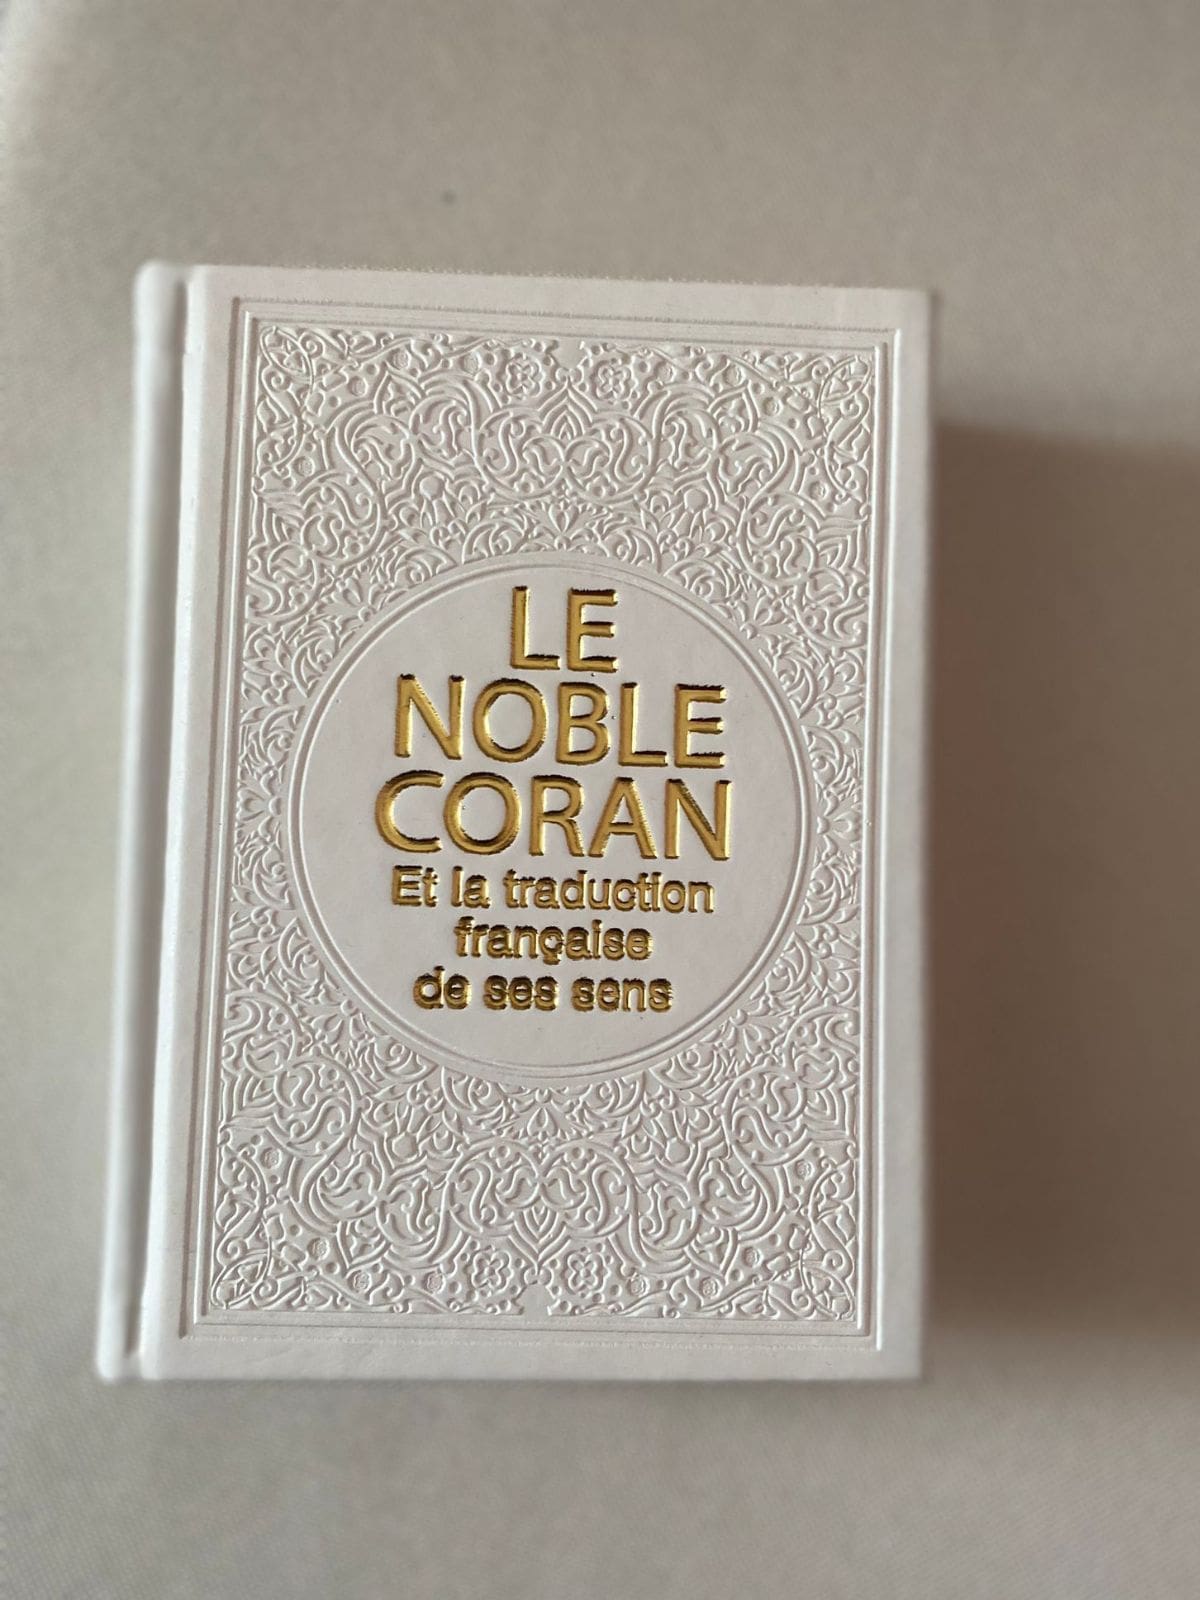 LE
NOBLE
CORAN
Et la traduction
française
de ses sens